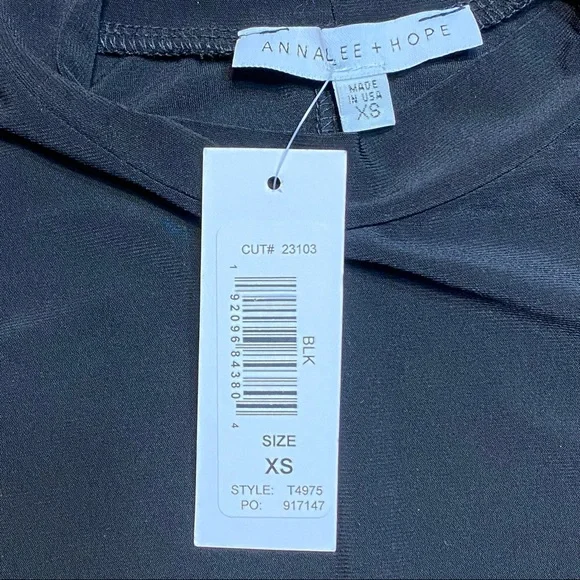 ANNALEE + HOPE
MADE
IN USA
XS
CUT# 23103
1 92096 84380 4
BLK
SIZE
XS
STYLE: T4975
PO: 917147